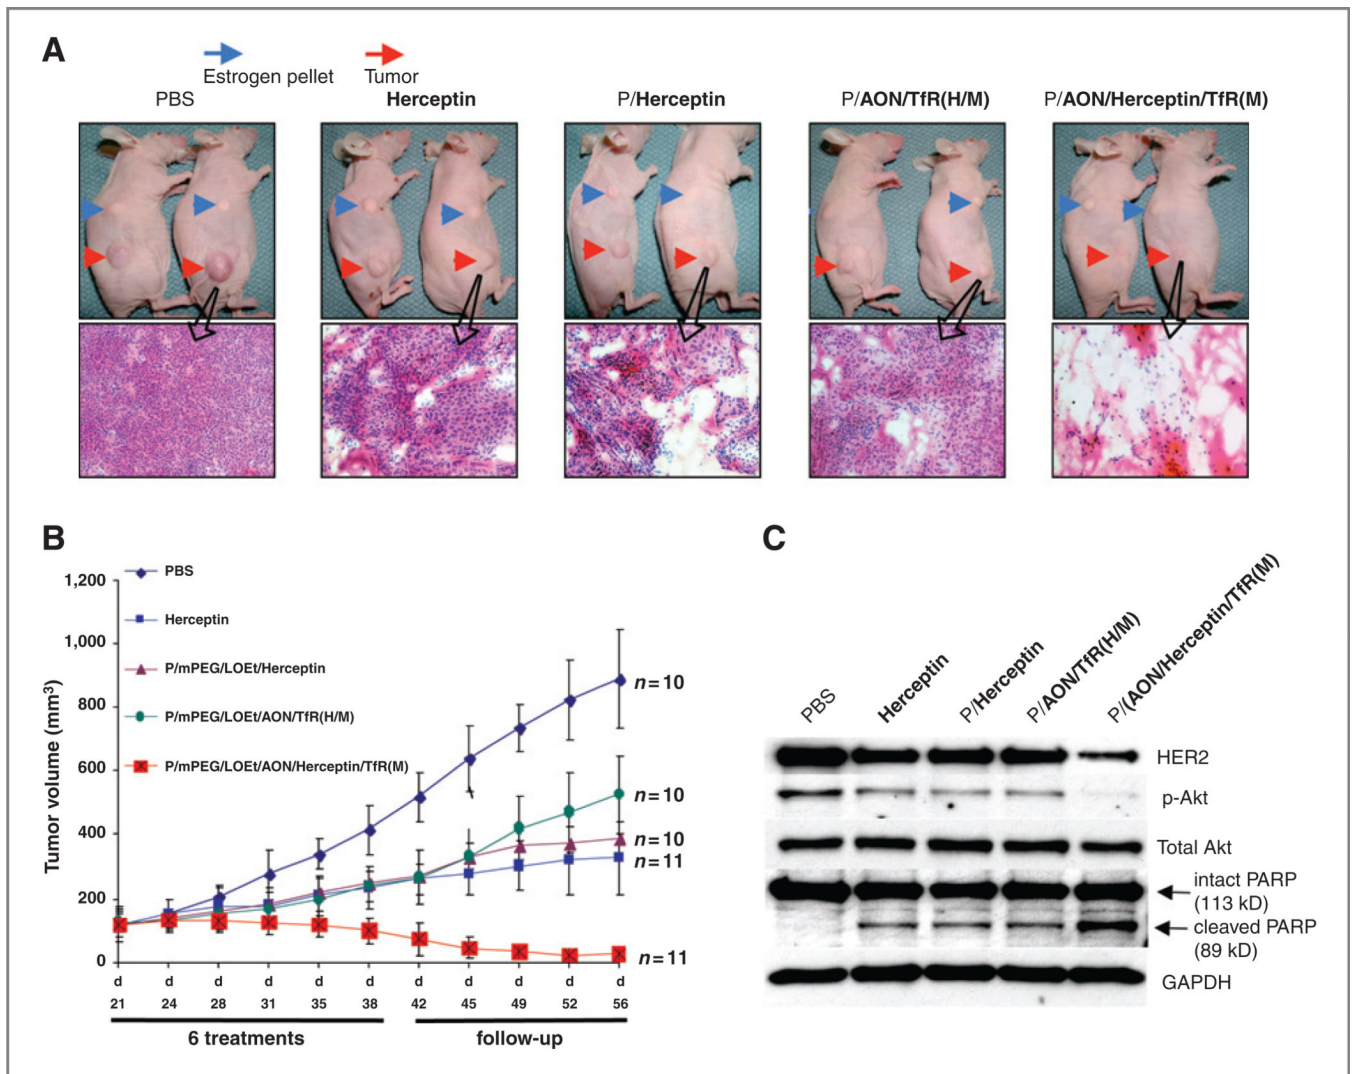 A
Estrogen pellet
Tumor
PBS
Herceptin
P/Herceptin
P/AON/TfR(H/M)
P/AON/Herceptin/TfR(M)
B
Tumor volume (mm³)
1,200
1,000
800
600
400
200
0
PBS
Herceptin
P/mPEG/LOEt/Herceptin
P/mPEG/LOEt/AON/TfR(H/M)
P/mPEG/LOEt/AON/Herceptin/TfR(M)
n = 10
n = 10
n = 10
n = 11
n = 11
d d d d d d d d d d d
21 24 28 31 35 38 42 45 49 52 56
6 treatments
follow-up
C
PBS
Herceptin
P/Herceptin
P/AON/TfR(H/M)
P/(AON/Herceptin/TfR(M)
HER2
p-Akt
Total Akt
intact PARP
(113 kD)
cleaved PARP
(89 kD)
GAPDH